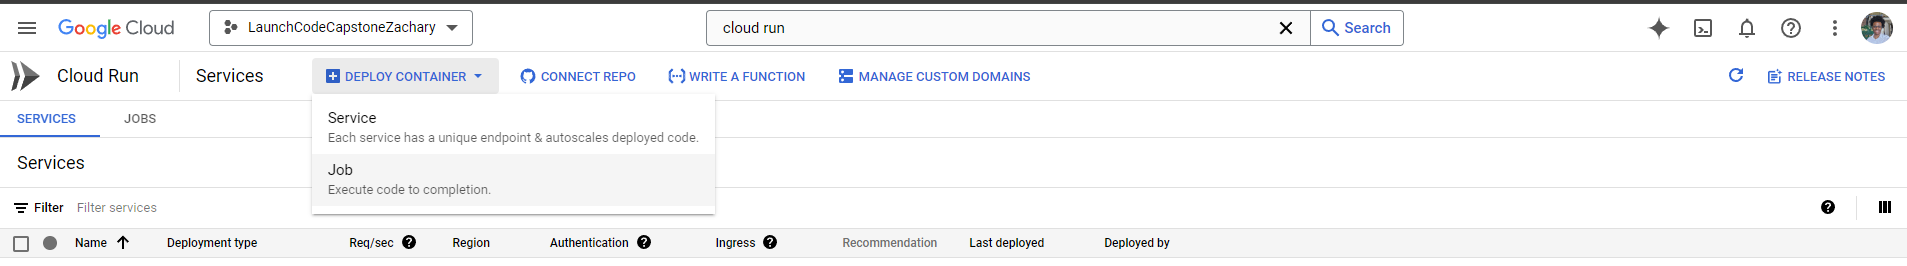 Google Cloud LaunchCodeCapstoneZachary cloud run Search
Cloud Run Services DEPLOY CONTAINER CONNECT REPO WRITE A FUNCTION MANAGE CUSTOM DOMAINS RELEASE NOTES
SERVICES JOBS
Service
Each service has a unique endpoint & autoscales deployed code.
Job
Execute code to completion.
Services
Filter Filter services
Name Deployment type Req/sec Region Authentication Ingress Recommendation Last deployed Deployed by